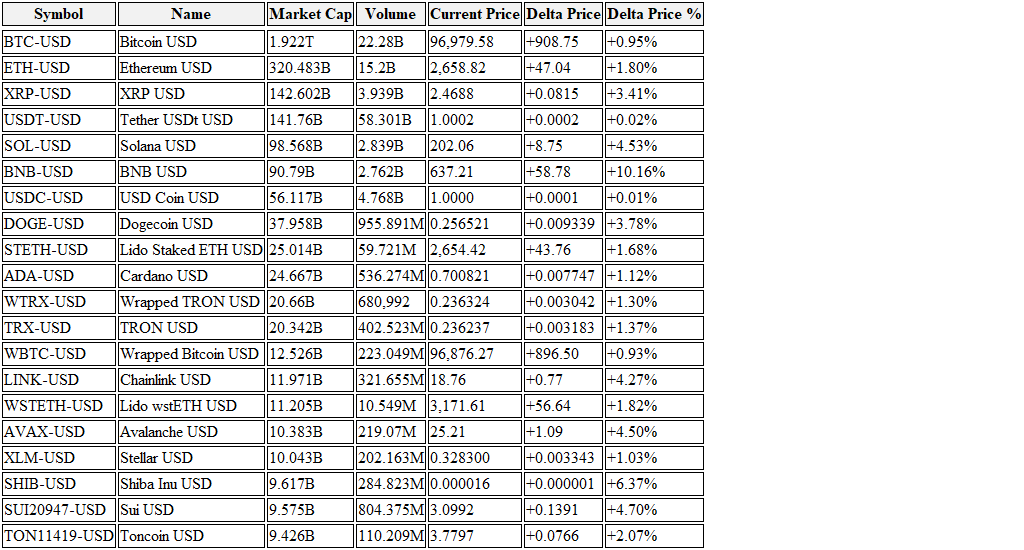 Symbol Name Market Cap Volume Current Price Delta Price Delta Price %
BTC-USD Bitcoin USD 1.922T 22.28B 96,979.58 +908.75 +0.95%
ETH-USD Ethereum USD 320.483B 15.2B 2,658.82 +47.04 +1.80%
XRP-USD XRP USD 142.602B 3.939B 2.4688 +0.0815 +3.41%
USDT-USD Tether USDt USD 141.76B 58.301B 1.0002 +0.0002 +0.02%
SOL-USD Solana USD 98.568B 2.839B 202.06 +8.75 +4.53%
BNB-USD BNB USD 90.79B 2.762B 637.21 +58.78 +10.16%
USDC-USD USD Coin USD 56.117B 4.768B 1.0000 +0.0001 +0.01%
DOGE-USD Dogecoin USD 37.958B 955.891M 0.256521 +0.009339 +3.78%
STETH-USD Lido Staked ETH USD 25.014B 59.721M 2,654.42 +43.76 +1.68%
ADA-USD Cardano USD 24.667B 536.274M 0.700821 +0.007747 +1.12%
WTRX-USD Wrapped TRON USD 20.66B 680,992 0.236324 +0.003042 +1.30%
TRX-USD TRON USD 20.342B 402.523M 0.236237 +0.003183 +1.37%
WBTC-USD Wrapped Bitcoin USD 12.526B 223.049M 96,876.27 +896.50 +0.93%
LINK-USD Chainlink USD 11.971B 321.655M 18.76 +0.77 +4.27%
WSTETH-USD Lido wstETH USD 11.205B 10.549M 3,171.61 +56.64 +1.82%
AVAX-USD Avalanche USD 10.383B 219.07M 25.21 +1.09 +4.50%
XLM-USD Stellar USD 10.043B 202.163M 0.328300 +0.003343 +1.03%
SHIB-USD Shiba Inu USD 9.617B 284.823M 0.000016 +0.000001 +6.37%
SUI20947-USD Sui USD 9.575B 804.375M 3.0992 +0.1391 +4.70%
TON11419-USD Toncoin USD 9.426B 110.209M 3.7797 +0.0766 +2.07%